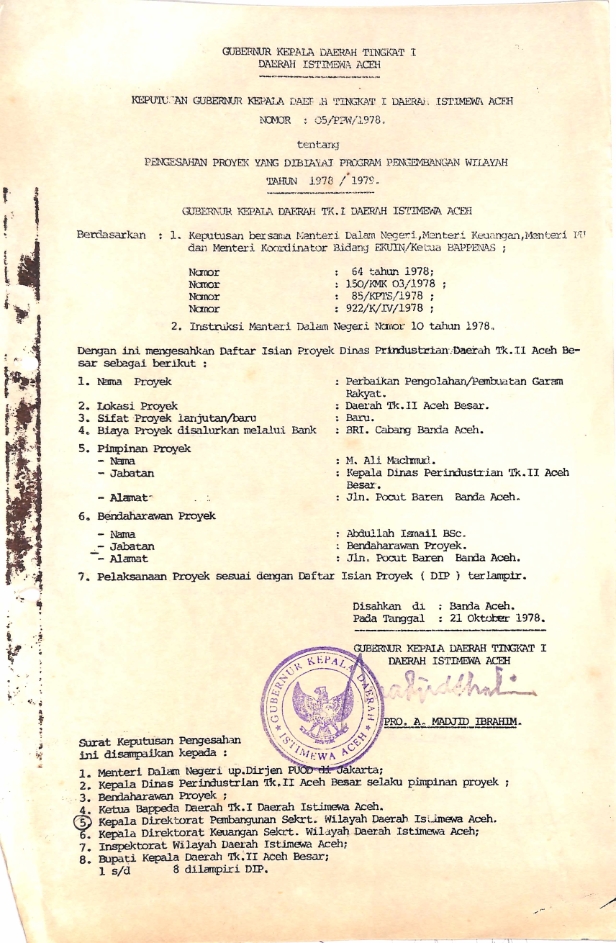 GUBERNUR KEPALA DAERAH TINGKAT I
DAERAH ISTIMEWA ACEH
KEPUTUSAN GUBERNUR KEPALA DAERAH TINGKAT I DAERAH ISTIMEWA ACEH
NOMOR : 05/PPW/1978.
tentang
PENGESAHAN PROYEK YANG DIBIAYAI PROGRAM PENGEMBANGAN WILAYAH
TAHUN 1978 / 1979.
GUBERNUR KEPALA DAERAH TK.I DAERAH ISTIMEWA ACEH
Berdasarkan : 1. Keputusan bersama Menteri Dalam Negeri,Menteri Keuangan,Menteri PU
dan Menteri Koordinator Bidang EKUIN/Ketua BAPPENAS ;
Nomor : 64 tahun 1978;
Nomor : 150/KMK 03/1978 ;
Nomor : 85/KPTS/1978 ;
Nomor : 922/K/IV/1978 ;
2. Instruksi Menteri Dalam Negeri Nomor 10 tahun 1978.
Dengan ini mengesahkan Daftar Isian Proyek Dinas Prindustrian Daerah Tk.II Aceh Be-
sar sebagai berikut :
1. Nama Proyek : Perbaikan Pengolahan/Pembuatan Garam
Rakyat.
2. Lokasi Proyek : Daerah Tk.II Aceh Besar.
3. Sifat Proyek lanjutan/baru : Baru.
4. Biaya Proyek disalurkan melalui Bank : BRI. Cabang Banda Aceh.
5. Pimpinan Proyek
- Nama : M. Ali Machmud.
- Jabatan : Kepala Dinas Perindustrian Tk.II Aceh
Besar.
- Alamat : Jln. Pocut Baren Banda Aceh.
6. Bendaharawan Proyek
- Nama : Abdullah Ismail BSc.
- Jabatan : Bendaharawan Proyek.
- Alamat : Jln. Pocut Baren Banda Aceh.
7. Pelaksanaan Proyek sesuai dengan Daftar Isian Proyek ( DIP ) terlampir.
Disahkan di : Banda Aceh.
Pada Tanggal : 21 Oktober 1978.
GUBERNUR KEPALA DAERAH TINGKAT I
DAERAH ISTIMEWA ACEH
GUBERNUR KEPALA DAERAH
ISTIMEWA ACEH
PRO. A. MADJID IBRAHIM.
Surat Keputusan Pengesahan
ini disampaikan kepada :
1. Menteri Dalam Negeri up.Dirjen PUOD di Jakarta;
2. Kepala Dinas Perindustrian Tk.II Aceh Besar selaku pimpinan proyek ;
3. Bendaharawan Proyek ;
4. Ketua Bappeda Daerah Tk.I Daerah Istimewa Aceh.
5. Kepala Direktorat Pembangunan Sekrt. Wilayah Daerah Istimewa Aceh.
6. Kepala Direktorat Keuangan Sekrt. Wilayah Daerah Istimewa Aceh;
7. Inspektorat Wilayah Daerah Istimewa Aceh;
8. Bupati Kepala Daerah Tk.II Aceh Besar;
1 s/d 8 dilampiri DIP.